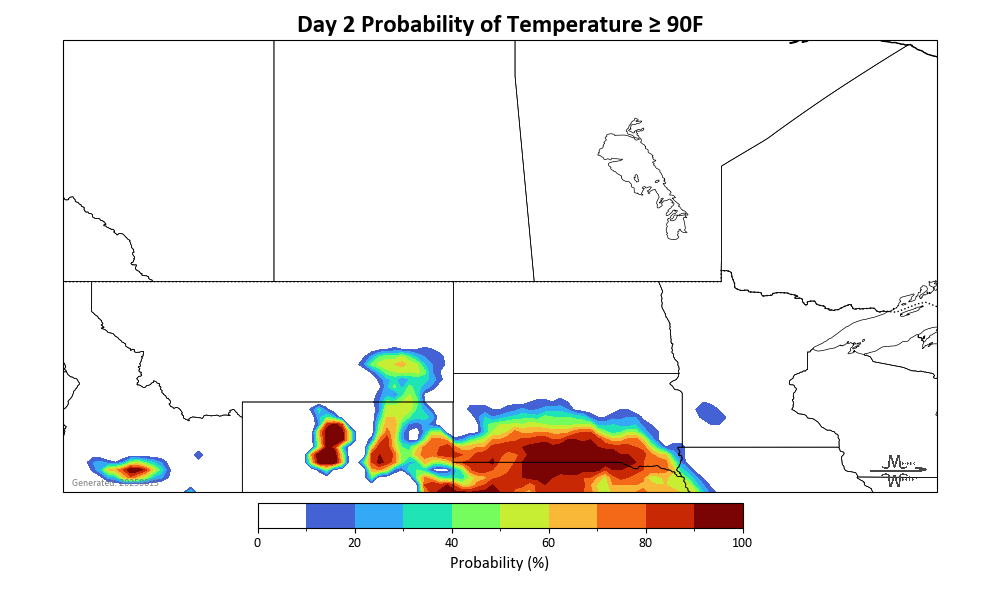 Day 2 Probability of Temperature ≥ 90F
M
W
0 20 40 60 80 100
Probability (%)